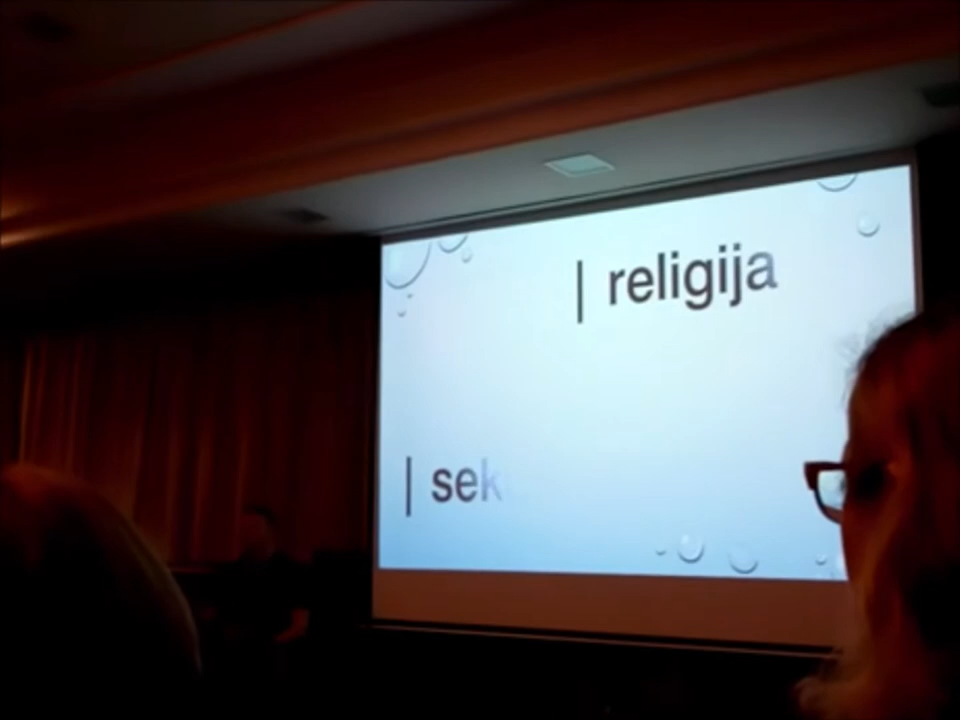 | religija
| sek